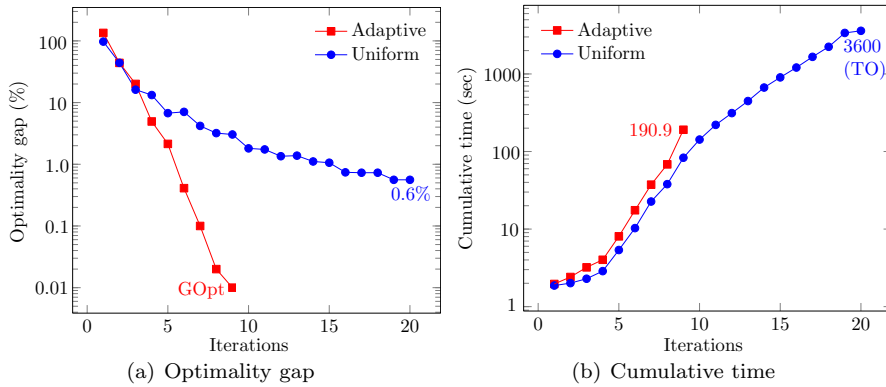 Adaptive
Uniform
100
10
1.0
0.1
0.01
Optimality gap (%)
GOpt
0.6%
0 5 10 15 20
Iterations
(a) Optimality gap
Adaptive
Uniform
1000
100
10
1
Cumulative time (sec)
190.9
3600
(TO)
0 5 10 15 20
Iterations
(b) Cumulative time